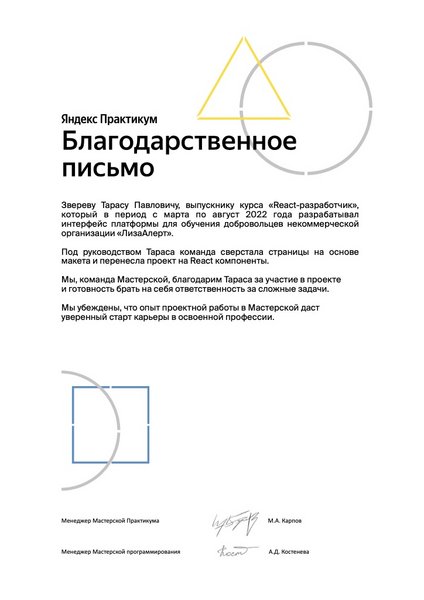 Яндекс Практикум
Благодарственное
письмо
Звереву Тарасу Павловичу, выпускнику курса «React-разработчик»,
который в период с марта по август 2022 года разрабатывал
интерфейс платформы для обучения добровольцев некоммерческой
организации «ЛизаАлерт».
Под руководством Тараса команда сверстала страницы на основе
макета и перенесла проект на React компоненты.
Мы, команда Мастерской, благодарим Тараса за участие в проекте
и готовность брать на себя ответственность за сложные задачи.
Мы убеждены, что опыт проектной работы в Мастерской даст
уверенный старт карьеры в освоенной профессии.
Менеджер Мастерской Практикума
М.А. Карпов
Менеджер Мастерской программирования
А.Д. Костенева